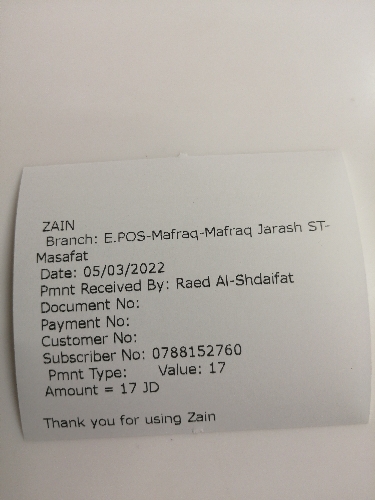 ZAIN
Branch: E.POS-Mafraq-Mafraq Jarash ST-
Masafat
Date: 05/03/2022
Pmnt Received By: Raed Al-Shdaifat
Document No:
Payment No:
Customer No:
Subscriber No: 0788152760
Pmnt Type: Value: 17
Amount = 17 JD
Thank you for using Zain